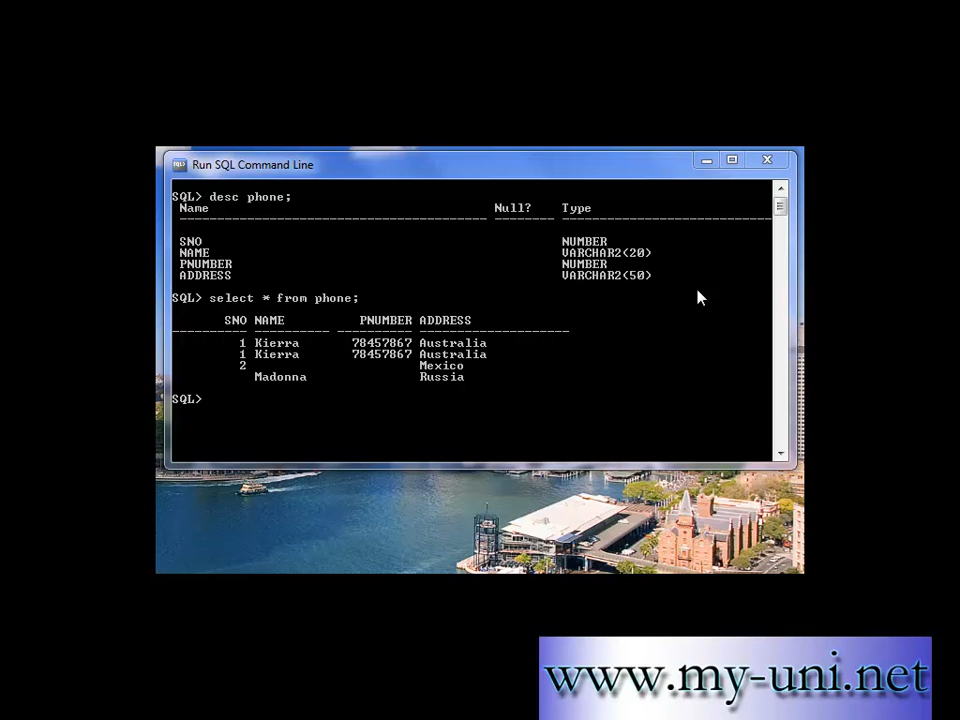 Run SQL Command Line
SQL> desc phone;
Name Null? Type
----------------------------------------- -------- ----------------------------
SNO NUMBER
NAME VARCHAR2(20)
PNUMBER NUMBER
ADDRESS VARCHAR2(50)
SQL> select * from phone;
SNO NAME PNUMBER ADDRESS
---------- ---------- ---------- --------------------
1 Kierra 78457867 Australia
1 Kierra 78457867 Australia
2 Mexico
Madonna Russia
SQL>
www.my-uni.net